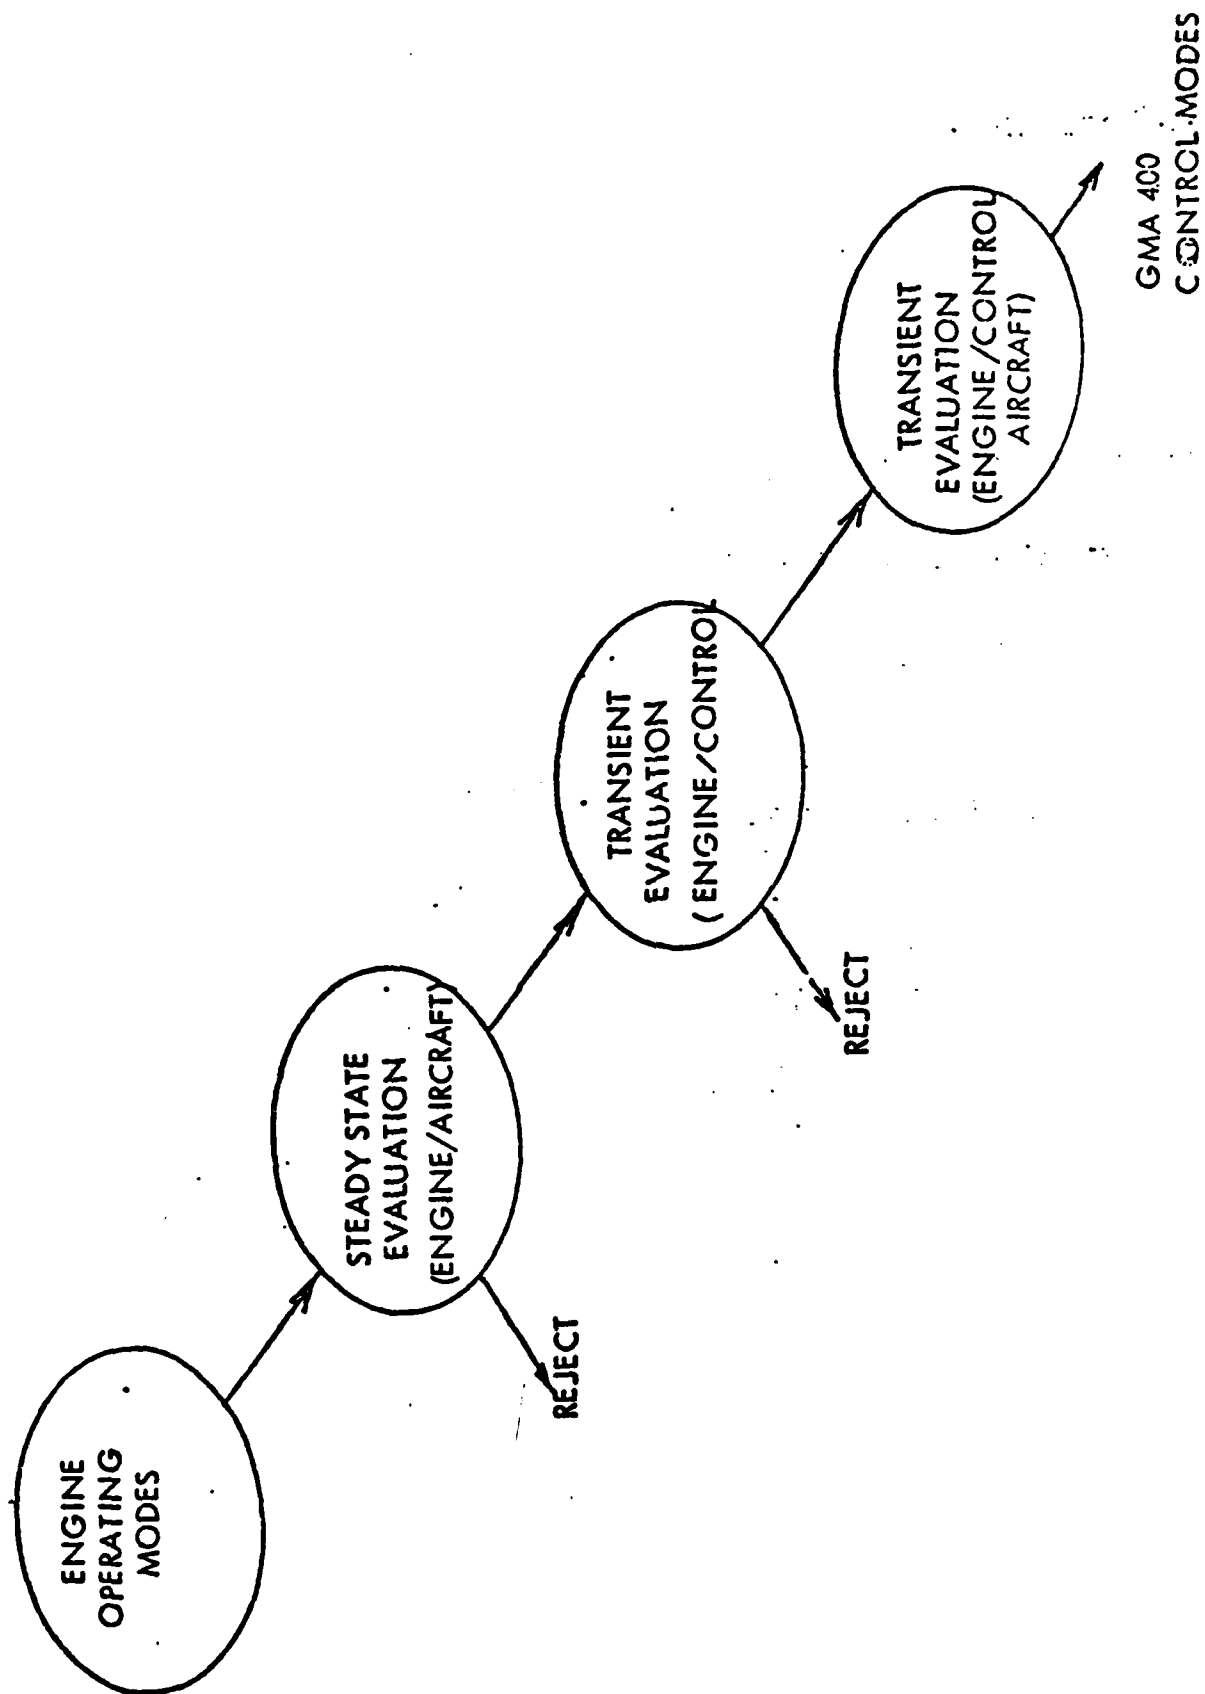 ENGINE
OPERATING
MODES
STEADY STATE
EVALUATION
(ENGINE/AIRCRAFT)
REJECT
TRANSIENT
EVALUATION
(ENGINE/CONTROL
REJECT
TRANSIENT
EVALUATION
(ENGINE/CONTROL
AIRCRAFT)
GMA 400
CONTROL MODES